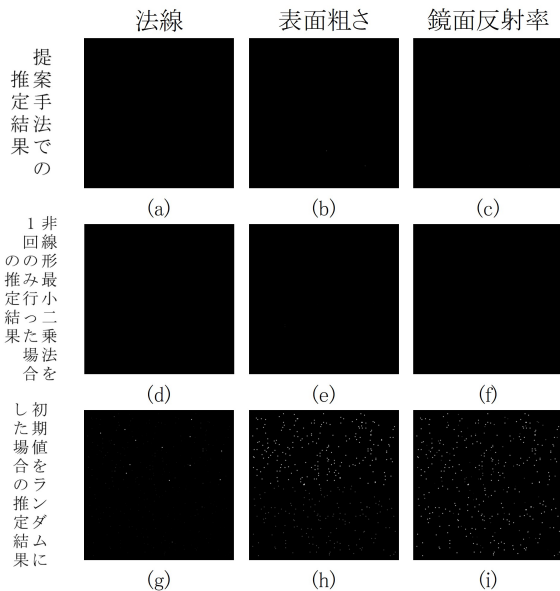 法線
表面粗さ
鏡面反射率
提案手法での
推定結果
(a)
(b)
(c)
非線形最小二乗法を
1回のみ行った場合
の推定結果
(d)
(e)
(f)
初期値をランダムに
した場合の推定結果
(g)
(h)
(i)